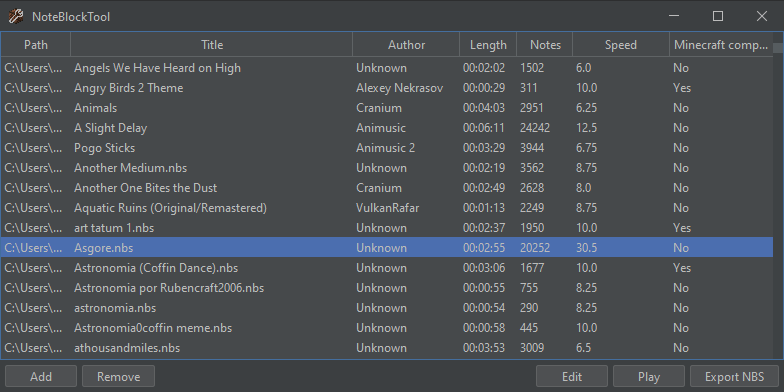 NoteBlockTool
Path Title Author Length Notes Speed Minecraft comp...
C:\Users\... Angels We Have Heard on High Unknown 00:02:02 1502 6.0 No
C:\Users\... Angry Birds 2 Theme Alexey Nekrasov 00:00:29 311 10.0 Yes
C:\Users\... Animals Cranium 00:04:03 2951 6.25 No
C:\Users\... A Slight Delay Animusic 00:06:11 24242 12.5 No
C:\Users\... Pogo Sticks Animusic 2 00:03:29 3944 6.75 No
C:\Users\... Another Medium.nbs Unknown 00:02:19 3562 8.75 No
C:\Users\... Another One Bites the Dust Cranium 00:02:49 2628 8.0 No
C:\Users\... Aquatic Ruins (Original/Remastered) VulkanRafar 00:01:13 2249 8.75 No
C:\Users\... art tatum 1.nbs Unknown 00:02:37 1950 10.0 Yes
C:\Users\... Asgore.nbs Unknown 00:02:55 20252 30.5 No
C:\Users\... Astronomia (Coffin Dance).nbs Unknown 00:03:06 1677 10.0 Yes
C:\Users\... Astronomia por Rubencraft2006.nbs Unknown 00:00:55 755 8.25 No
C:\Users\... astronomia.nbs Unknown 00:00:54 290 8.25 No
C:\Users\... Astronomia0coffin meme.nbs Unknown 00:00:58 445 10.0 No
C:\Users\... athousandmiles.nbs Unknown 00:03:53 3009 6.5 No
Add Remove Edit Play Export NBS